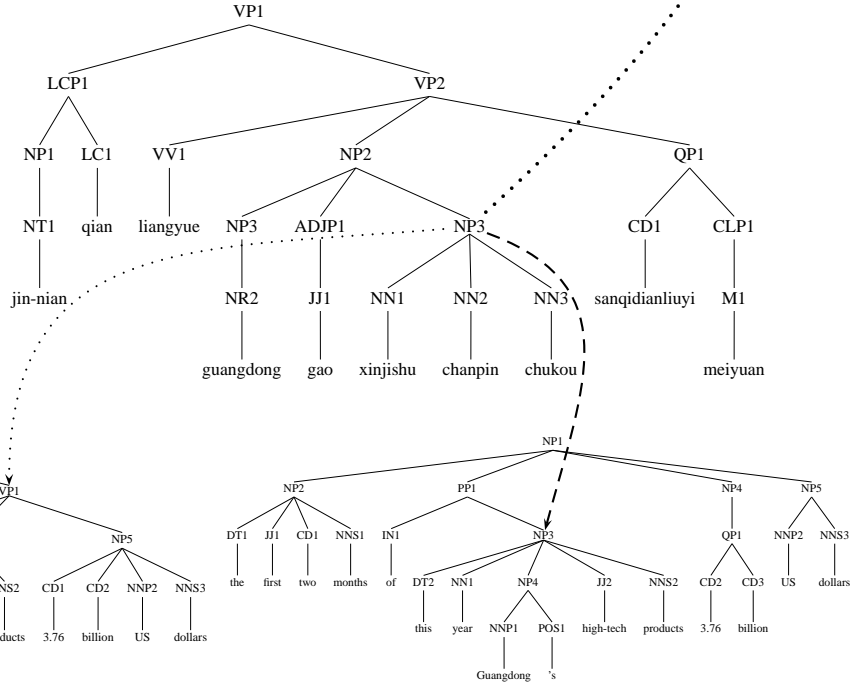 VP1
LCP1 VP2
NP1 LC1 VV1 NP2 QP1
NT1 qian liangyue NP3 ADJP1 NP3 CD1 CLP1
jin-nian NR2 JJ1 NN1 NN2 NN3 sanqidianliuyi M1
guangdong gao xinjishu chanpin chukou meiyuan
NP1
VP1 NP2 PP1 NP4 NP5
NP5 DT1 JJ1 CD1 NNS1 IN1 NP3 QP1 NNP2 NNS3
the first two months of DT2 NN1 NP4 JJ2 NNS2 CD2 CD3 US dollars
NS2 CD1 CD2 NNP2 NNS3
this year NNP1 POS1 high-tech products 3.76 billion
ducts 3.76 billion US dollars
Guangdong 's